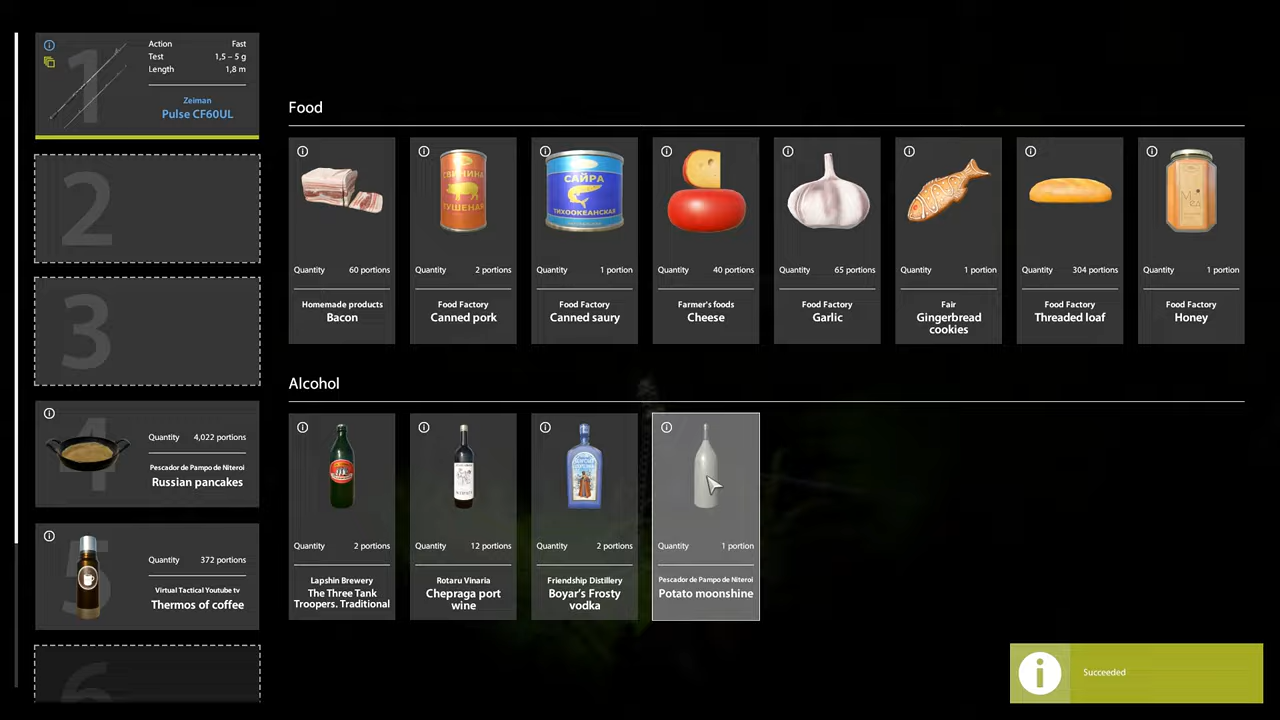 1
Action Fast
Test 1,5 – 5 g
Length 1,8 m
Zeiman
Pulse CF60UL
2
3
4
Quantity 4,022 portions
Pescador de Pampo de Niteroi
Russian pancakes
5
Quantity 372 portions
Virtual Tactical Youtube tv
Thermos of coffee
6
Food
СВИНИНА
ТУШЕНАЯ
САЙРА
ТИХООКЕАНСКАЯ
Quantity 60 portions
Homemade products
Bacon
Quantity 2 portions
Food Factory
Canned pork
Quantity 1 portion
Food Factory
Canned saury
Quantity 40 portions
Farmer's foods
Cheese
Quantity 65 portions
Food Factory
Garlic
Quantity 1 portion
Fair
Gingerbread
cookies
Quantity 304 portions
Food Factory
Threaded loaf
Quantity 1 portion
Food Factory
Honey
Alcohol
Quantity 2 portions
Lapshin Brewery
The Three Tank
Troopers. Traditional
Quantity 12 portions
Rotaru Vinaria
Chepraga port
wine
Quantity 2 portions
Friendship Distillery
Boyar's Frosty
vodka
Quantity 1 portion
Pescador de Pampo de Niteroi
Potato moonshine
Succeeded